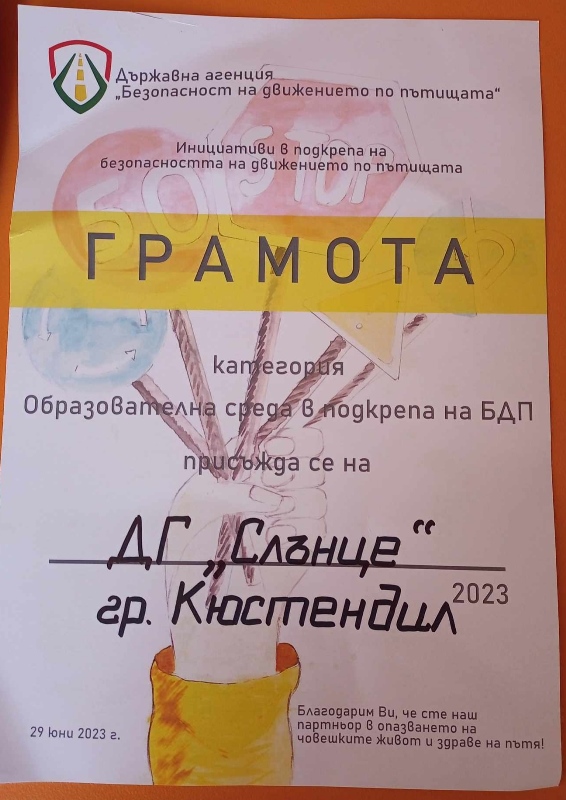 Държавна агенция
„Безопасност на движението по пътищата“
Инициативи в подкрепа на
безопасността на движението по пътищата
STOP
ГРАМОТА
категория
Образователна среда в подкрепа на БДП
присъжда се на
ДГ „Слънце“
2023
гр. Кюстендил
29 юни 2023 г.
Благодарим Ви, че сте наш
партньор в опазването на
човешките живот и здраве на пътя!